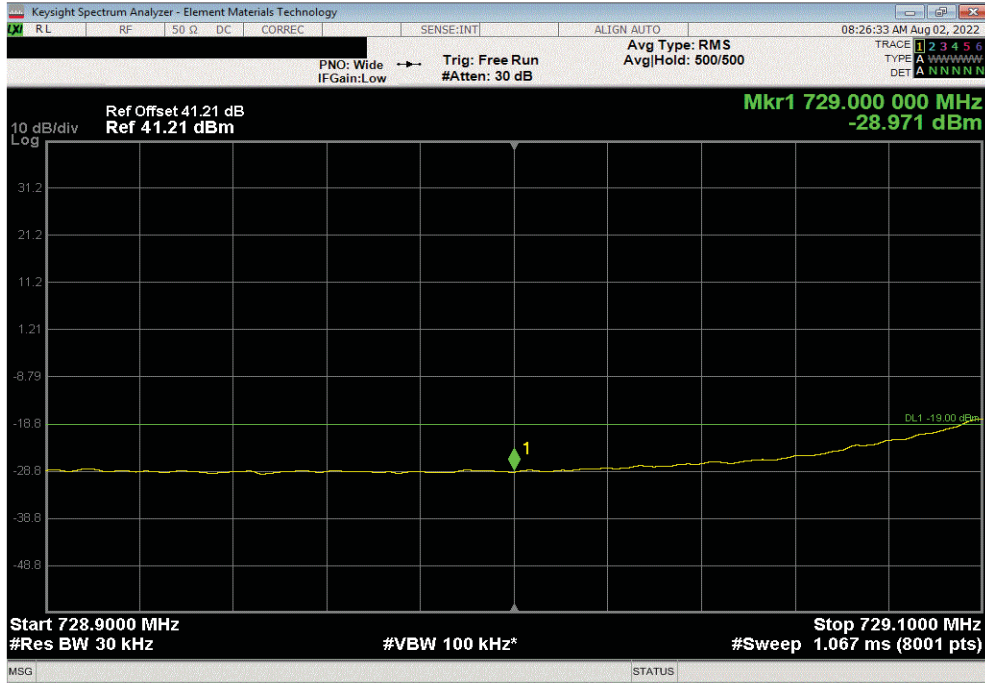 Keysight Spectrum Analyzer - Element Materials Technology
LXI RL RF 50 Ω DC CORREC SENSE:INT ALIGN AUTO 08:26:33 AM Aug 02, 2022
PNO: Wide
IFGain:Low
Trig: Free Run
#Atten: 30 dB
Avg Type: RMS
Avg|Hold: 500/500
TRACE 1 2 3 4 5 6
TYPE A WWWWW
DET A N N N N N
Mkr1 729.000 000 MHz
-28.971 dBm
Ref Offset 41.21 dB
10 dB/div Ref 41.21 dBm
Log
31.2
21.2
11.2
1.21
-8.79
-18.8
DL1 -19.00 dBm
1
-28.8
-38.8
-48.8
Start 728.9000 MHz Stop 729.1000 MHz
#Res BW 30 kHz #VBW 100 kHz* #Sweep 1.067 ms (8001 pts)
MSG STATUS